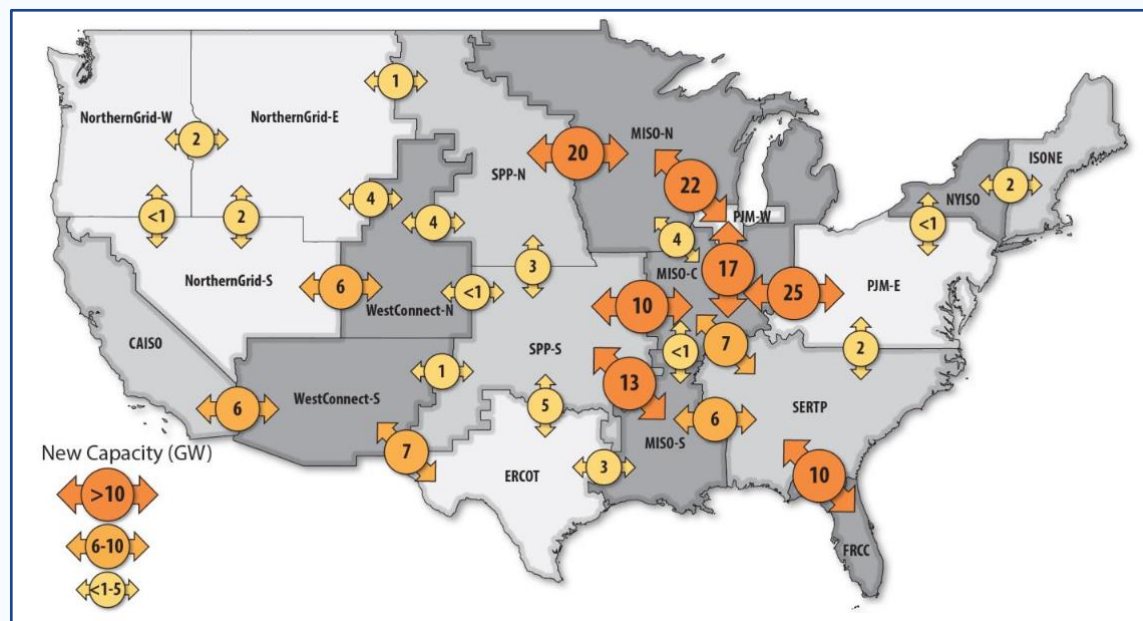 1
NorthernGrid-W
NorthernGrid-E
2
MISO-N
20
22
ISONE
SPP-N
2
NYISO
4
<1
2
4
PJM-W
<1
4
3
MISO-C
17
NorthernGrid-S
6
<1
25
PJM-E
WestConnect-N
10
CAISO
7
2
SPP-S
<1
1
13
WestConnect-S
5
SERTP
6
6
MISO-S
New Capacity (GW)
7
3
10
ERCOT
>10
6-10
FRCC
<1-5